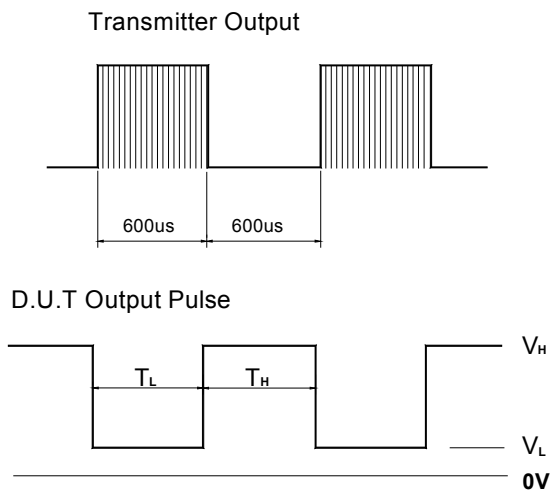 Transmitter Output
600us 600us
D.U.T Output Pulse
VH
TL TH
VL
0V